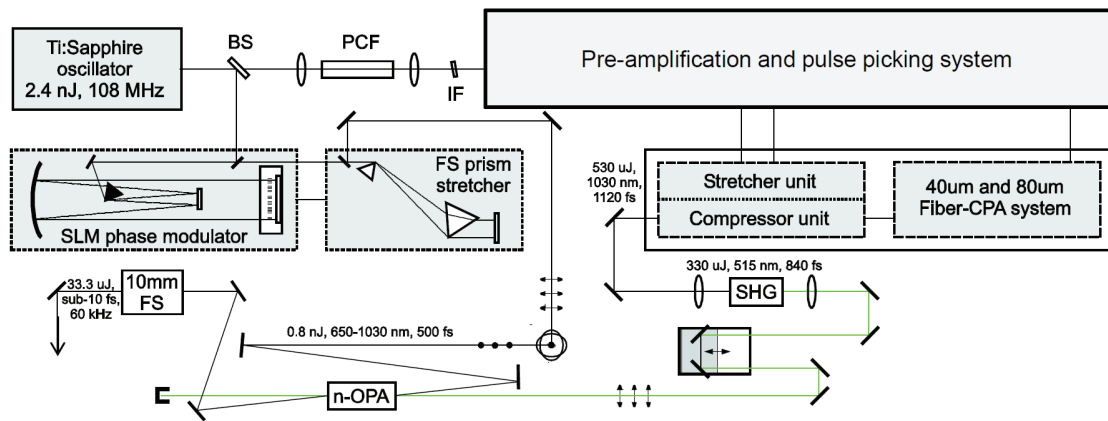 Ti:Sapphire
oscillator
2.4 nJ, 108 MHz
BS
PCF
IF
Pre-amplification and pulse picking system
SLM phase modulator
FS prism
stretcher
530 uJ,
1030 nm,
1120 fs
Stretcher unit
Compressor unit
40um and 80um
Fiber-CPA system
33.3 uJ,
sub-10 fs,
60 kHz
10mm
FS
330 uJ, 515 nm, 840 fs
SHG
0.8 nJ, 650-1030 nm, 500 fs
n-OPA